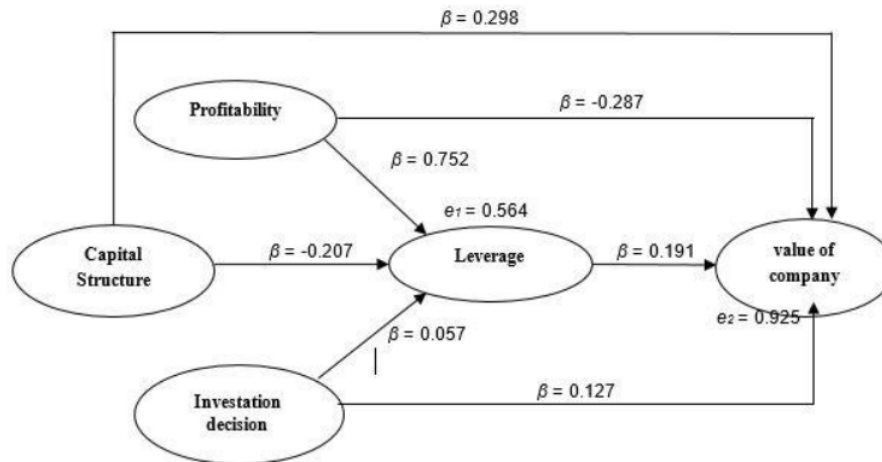 β = 0.298
Profitability
β = -0.287
β = 0.752
e₁ = 0.564
Capital
Structure
β = -0.207
Leverage
β = 0.191
value of
company
e₂ = 0.925
β = 0.057
Investation
decision
β = 0.127